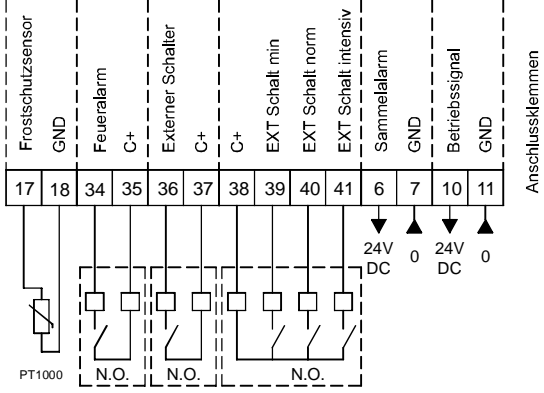 Frostschutzsensor
GND
Feueralarm
C+
Externer Schalter
C+
C+
EXT Schalt min
EXT Schalt norm
EXT Schalt intensiv
Sammelalarm
GND
Betriebssignal
GND
Anschlussklemmen
17 18 34 35 36 37 38 39 40 41 6 7 10 11
24V DC
0
24V DC
0
PT1000
N.O.
N.O.
N.O.